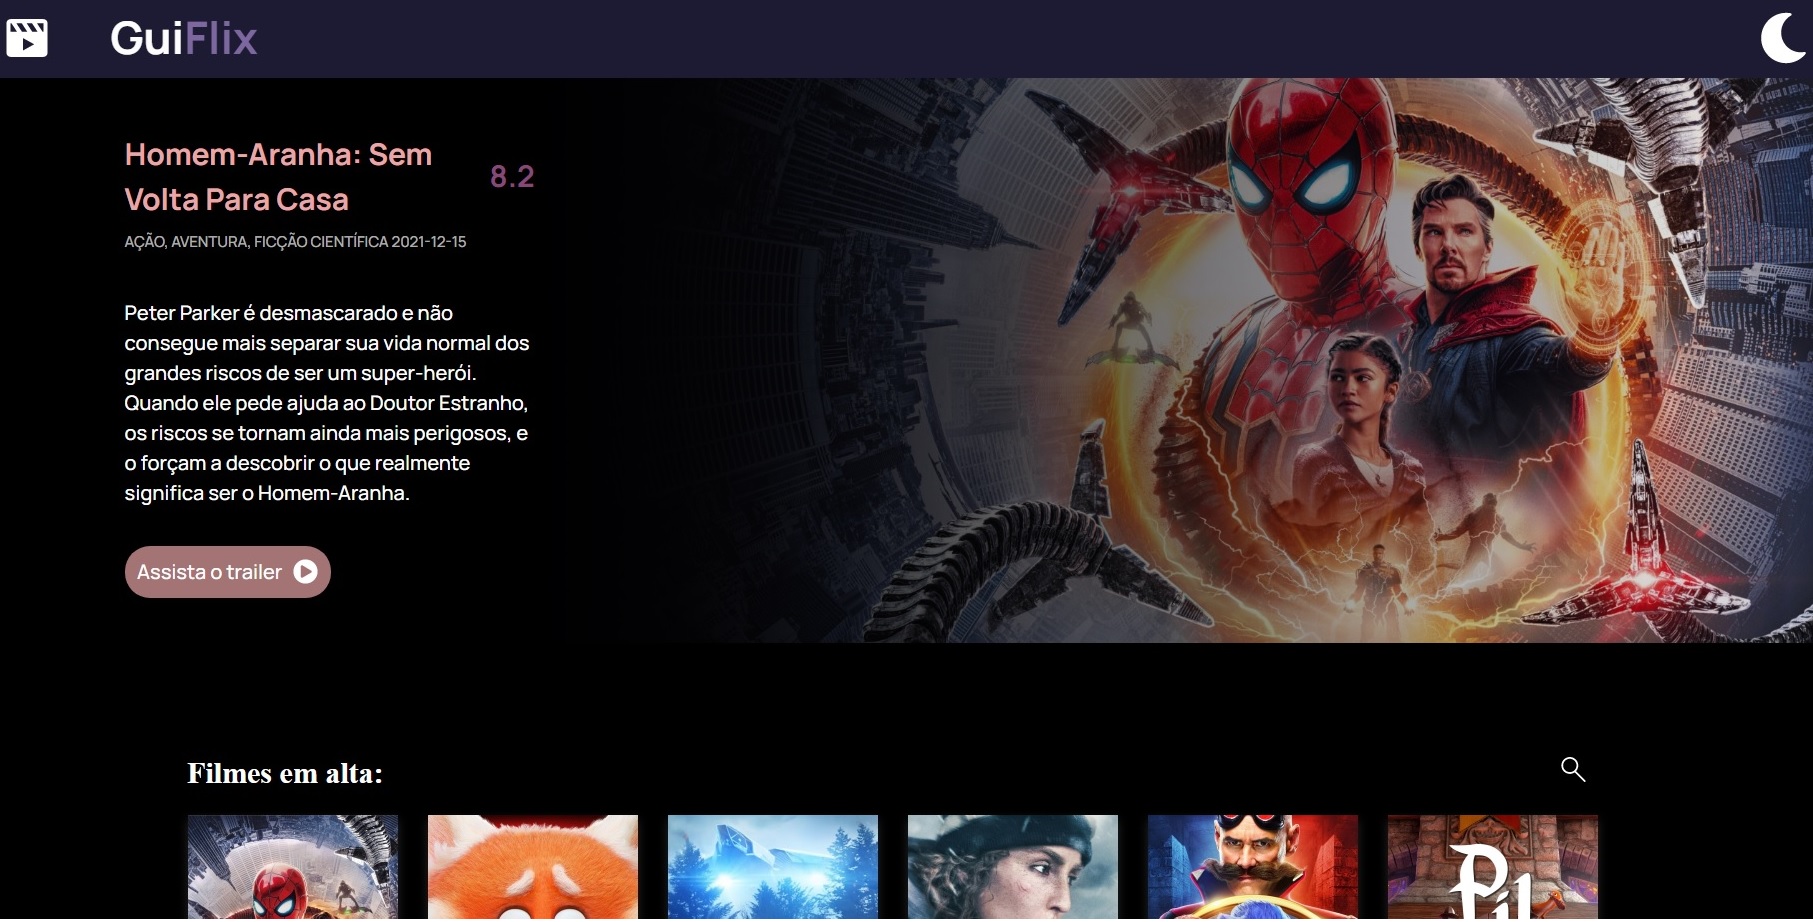 GuiFlix
Homem-Aranha: Sem
Volta Para Casa
8.2
AÇÃO, AVENTURA, FICÇÃO CIENTÍFICA 2021-12-15
Peter Parker é desmascarado e não
consegue mais separar sua vida normal dos
grandes riscos de ser um super-herói.
Quando ele pede ajuda ao Doutor Estranho,
os riscos se tornam ainda mais perigosos, e
o forçam a descobrir o que realmente
significa ser o Homem-Aranha.
Assista o trailer
Filmes em alta: